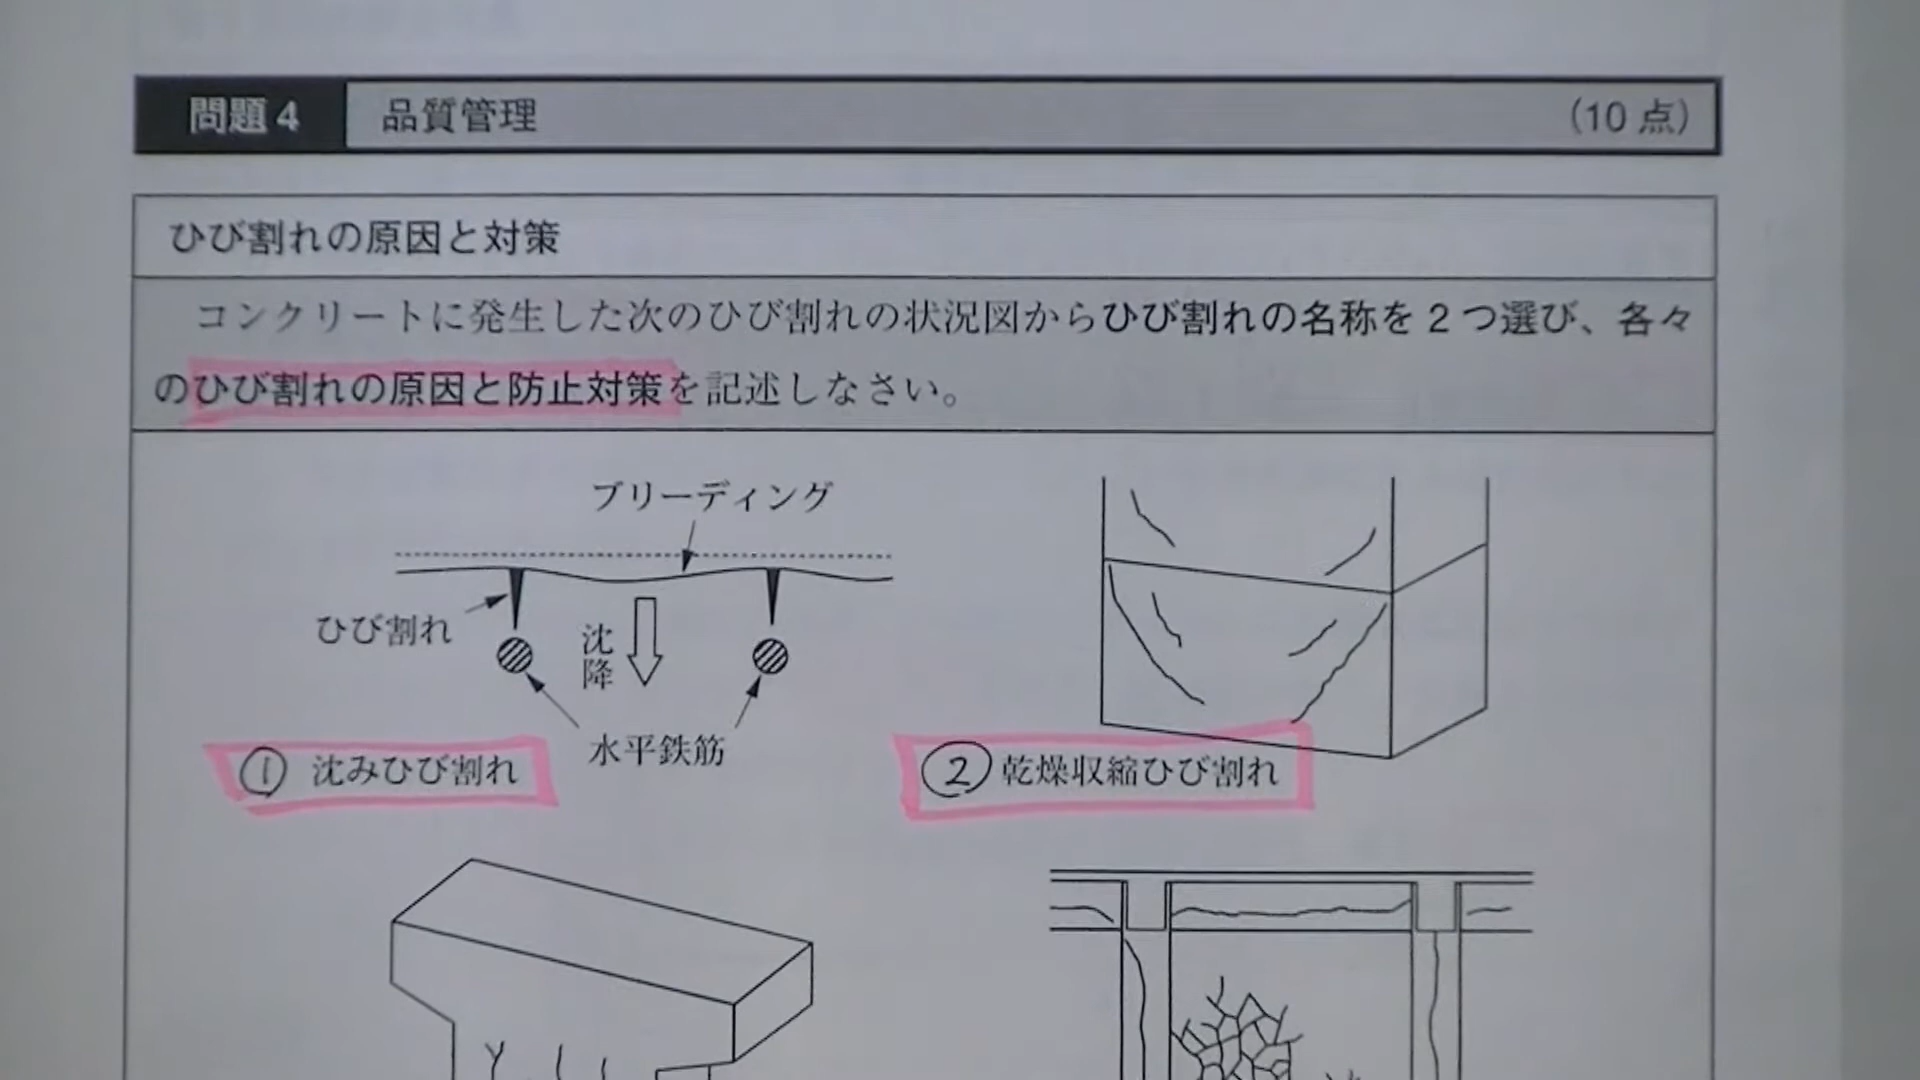 問題4 品質管理 (10点)
ひび割れの原因と対策
コンクリートに発生した次のひび割れの状況図からひび割れの名称を2つ選び、各々
のひび割れの原因と防止対策を記述しなさい。
ブリーディング
ひび割れ
沈降
水平鉄筋
① 沈みひび割れ
② 乾燥収縮ひび割れ